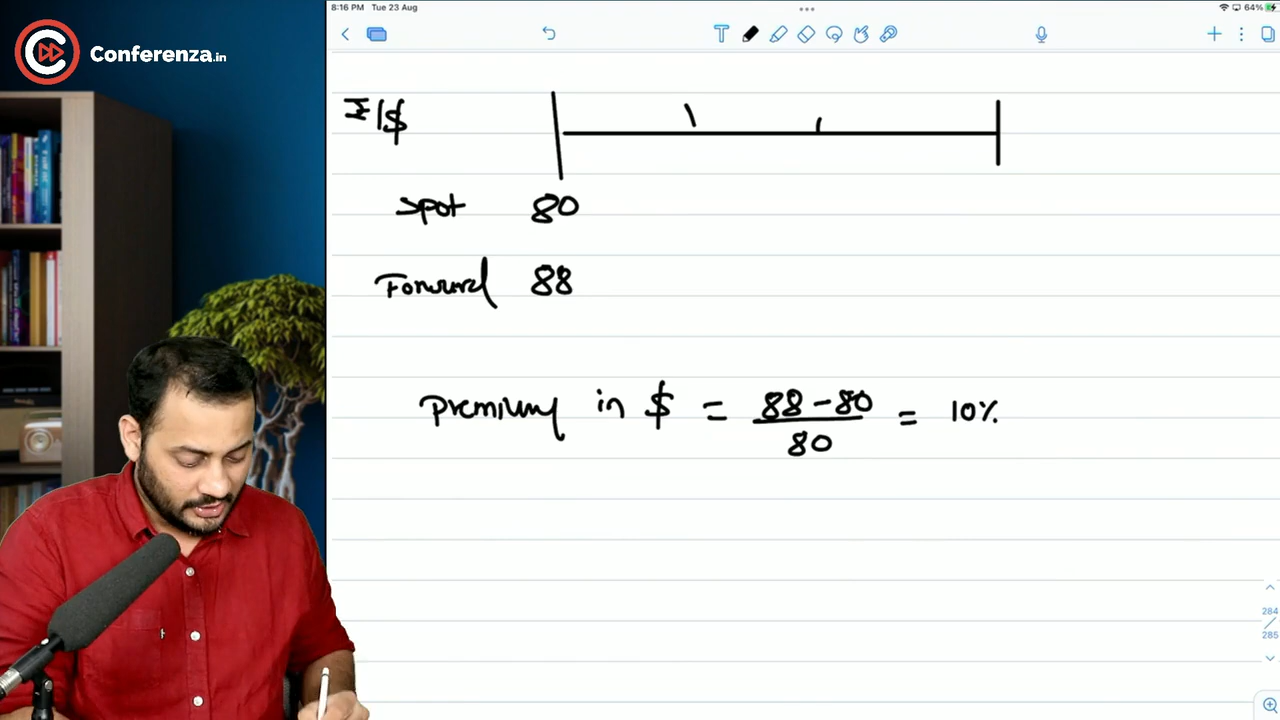 8:16 PM Tue 23 Aug
64%
Conferenza.in
₹/$
Spot 80
Forward 88
Premium in $ = 88-80 / 80 = 10%
284
285